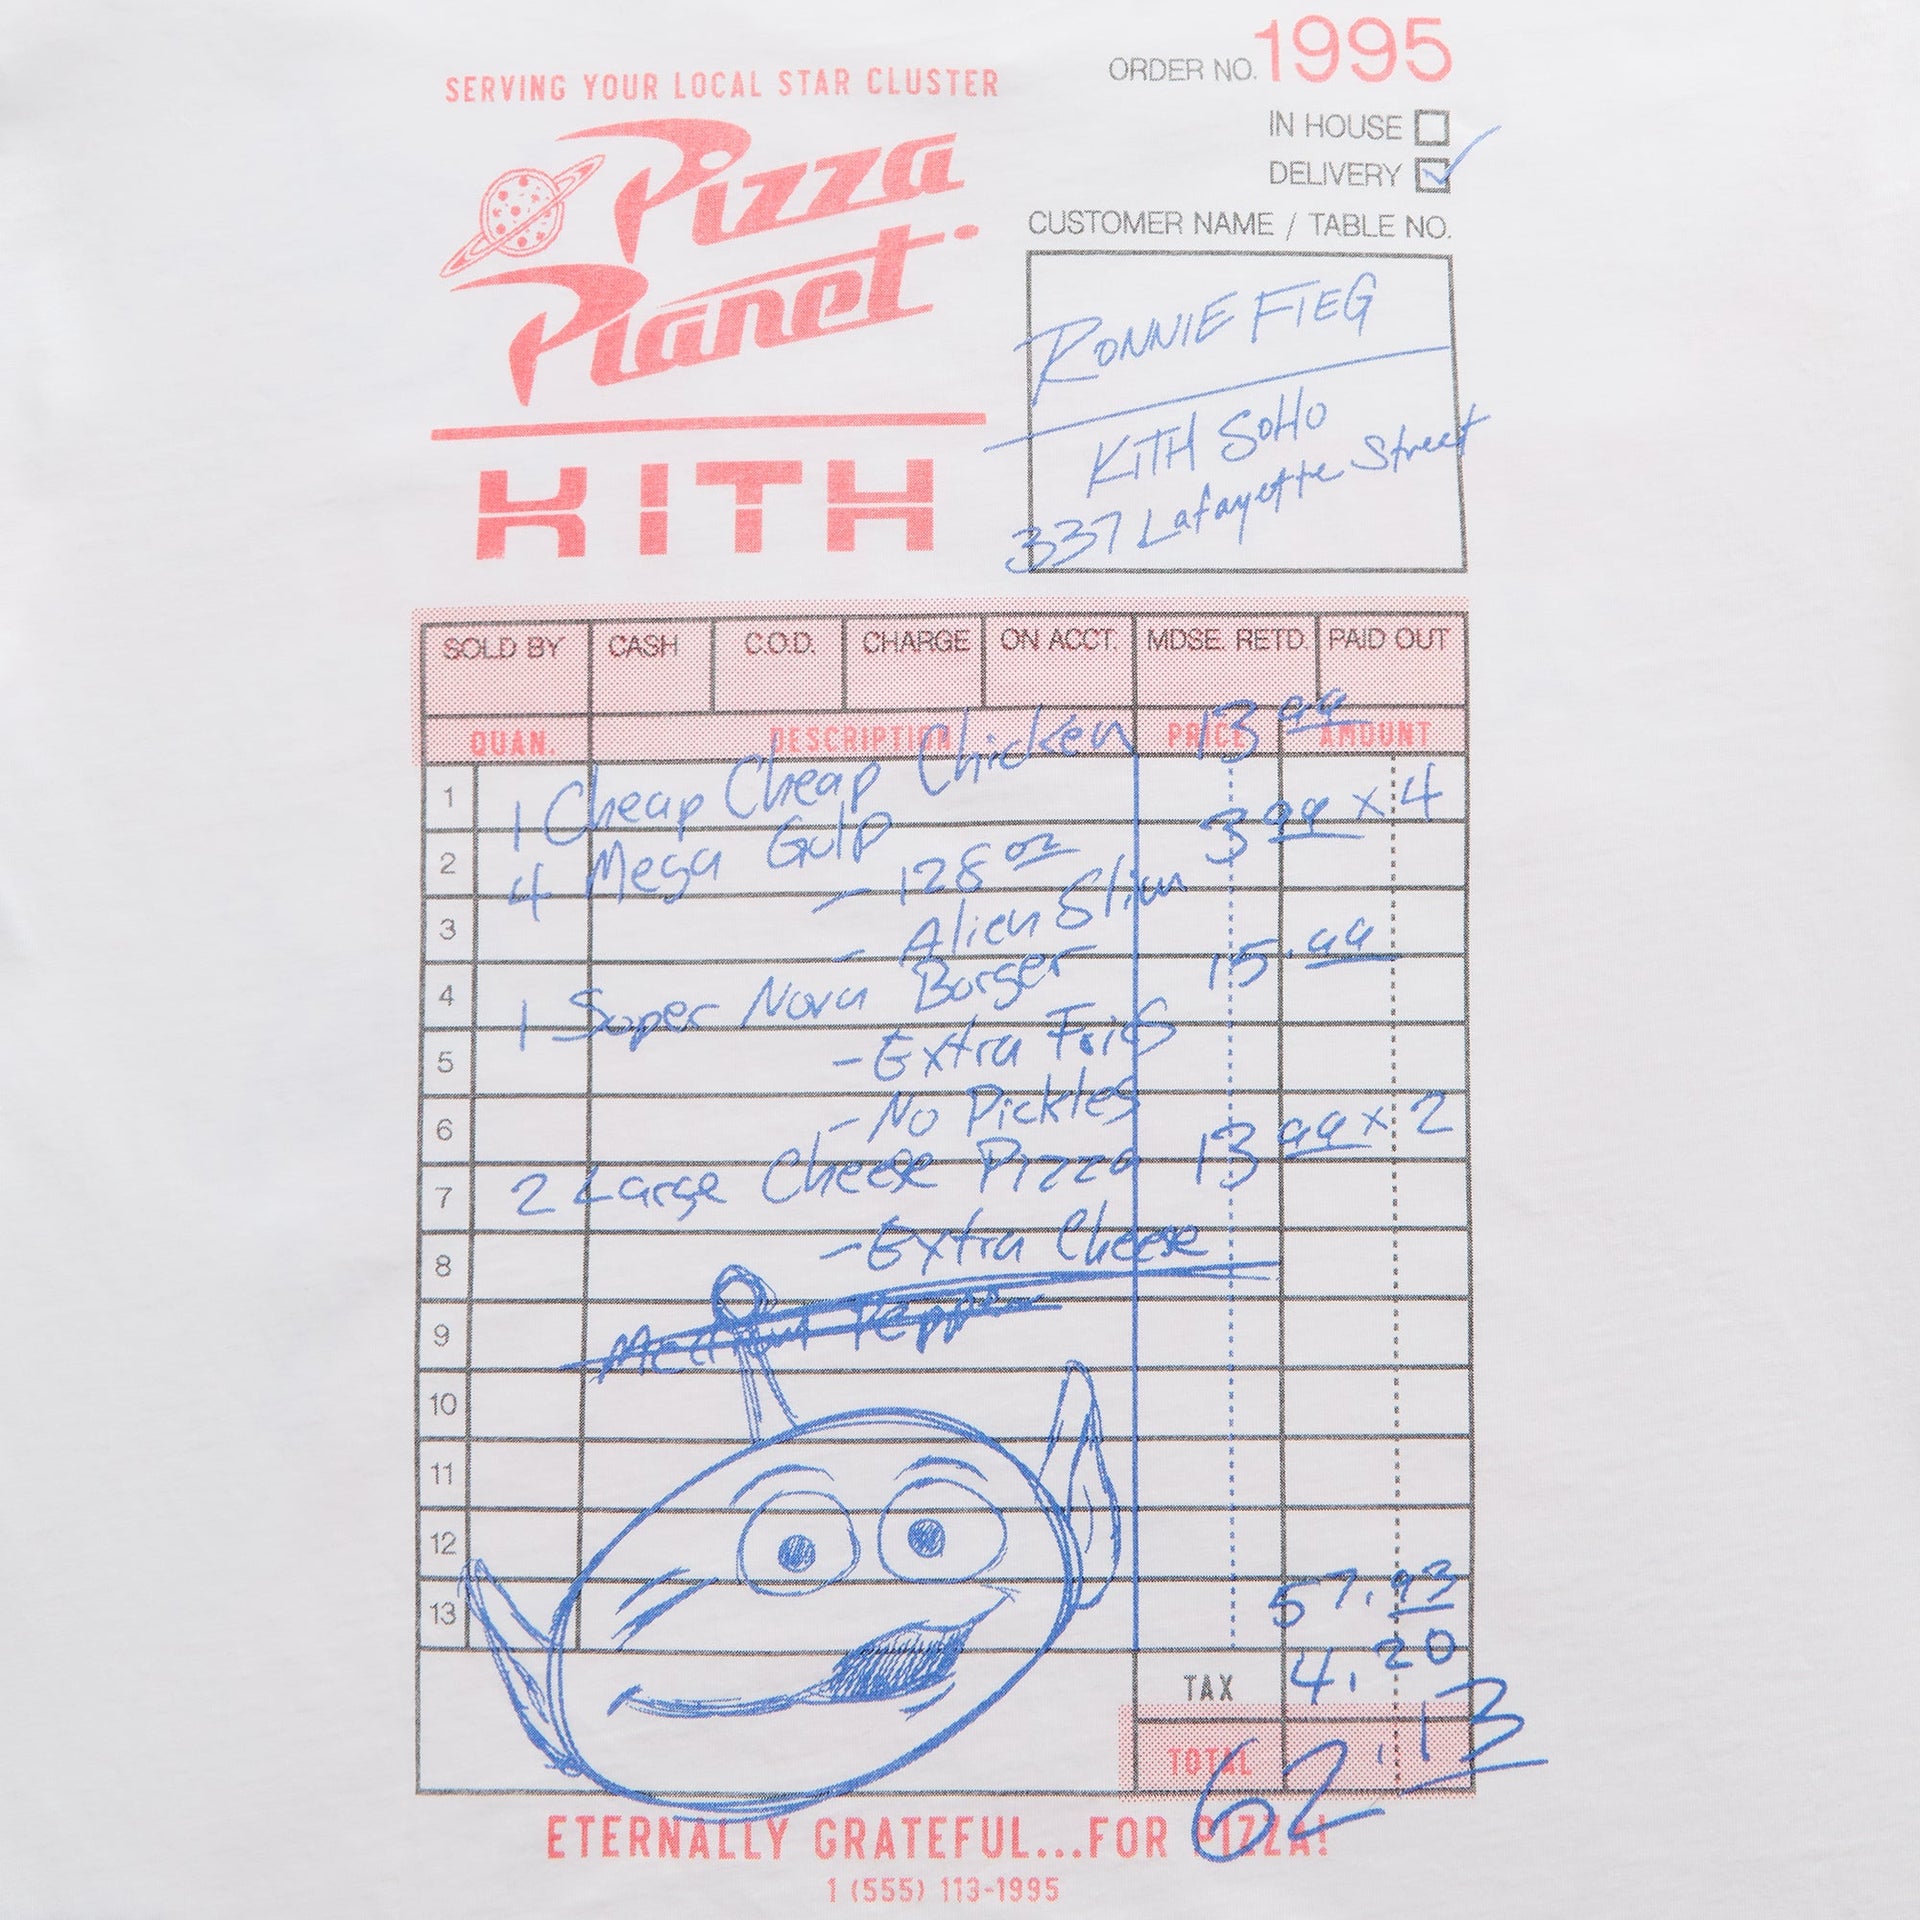 SERVING YOUR LOCAL STAR CLUSTER
Pizza
Planet
KITH
ORDER NO. 1995
IN HOUSE
DELIVERY
CUSTOMER NAME / TABLE NO.
RONNIE FIEG
KITH SOHO
337 Lafayette Street
SOLD BY CASH C.O.D. CHARGE ON ACCT. MDSE. RETD. PAID OUT
QUAN. DESCRIPTION PRICE AMOUNT
1 1 Cheap Cheap Chicken 13 99
2 4 Mega Gulp 3 99 x 4
- 128 oz
3 - Alien Slim
4 1 Super Nova Burger 15.99
5 - Extra Fries
6 - No Pickles
7 2 Large Cheese Pizza 13 99 x 2
8 - Extra Cheese
9 Medium Peppe
10
11
12
13 57.93
TAX 4.20
TOTAL 62.13
ETERNALLY GRATEFUL...FOR PIZZA!
1 (555) 113-1995